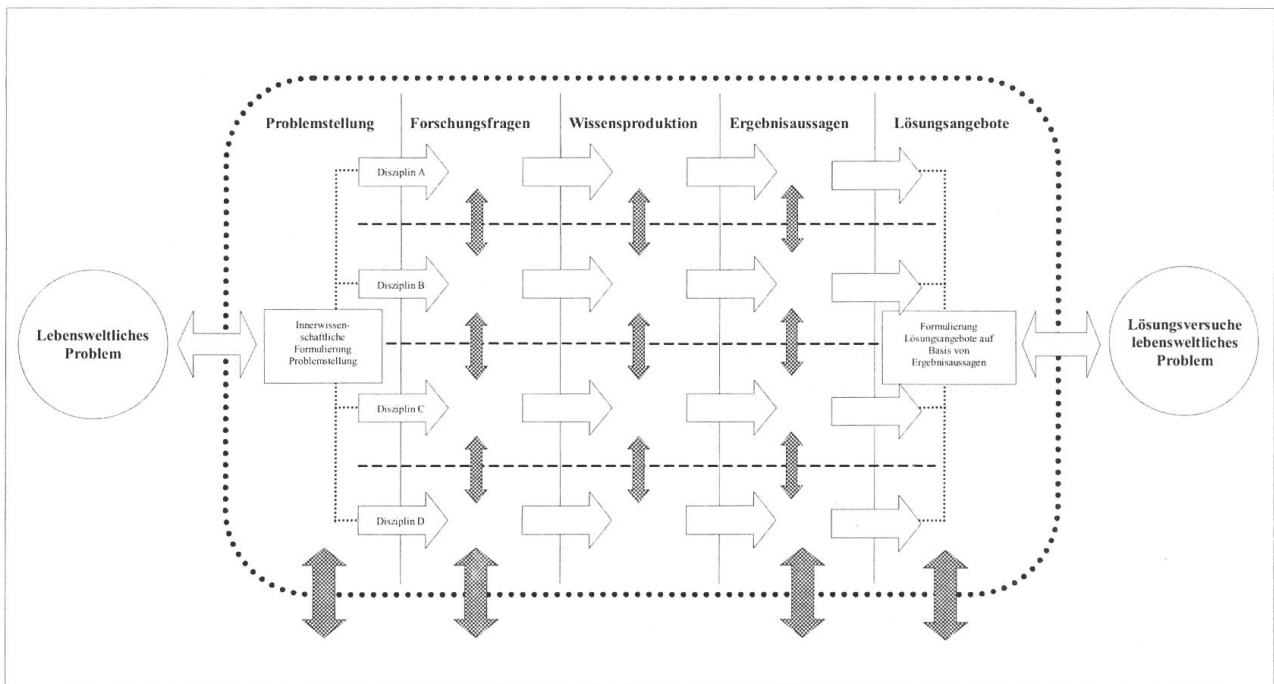 Problemstellung
Forschungsfragen
Wissensproduktion
Ergebnisaussagen
Lösungsangebote
Disziplin A
Disziplin B
Lebensweltliches
Problem
Innerwissen-
schaftliche
Formulierung
Problemstellung
Formulierung
Lösungsangebote auf
Basis von
Ergebnisaussagen
Lösungsversuche
lebensweltliches
Problem
Disziplin C
Disziplin D